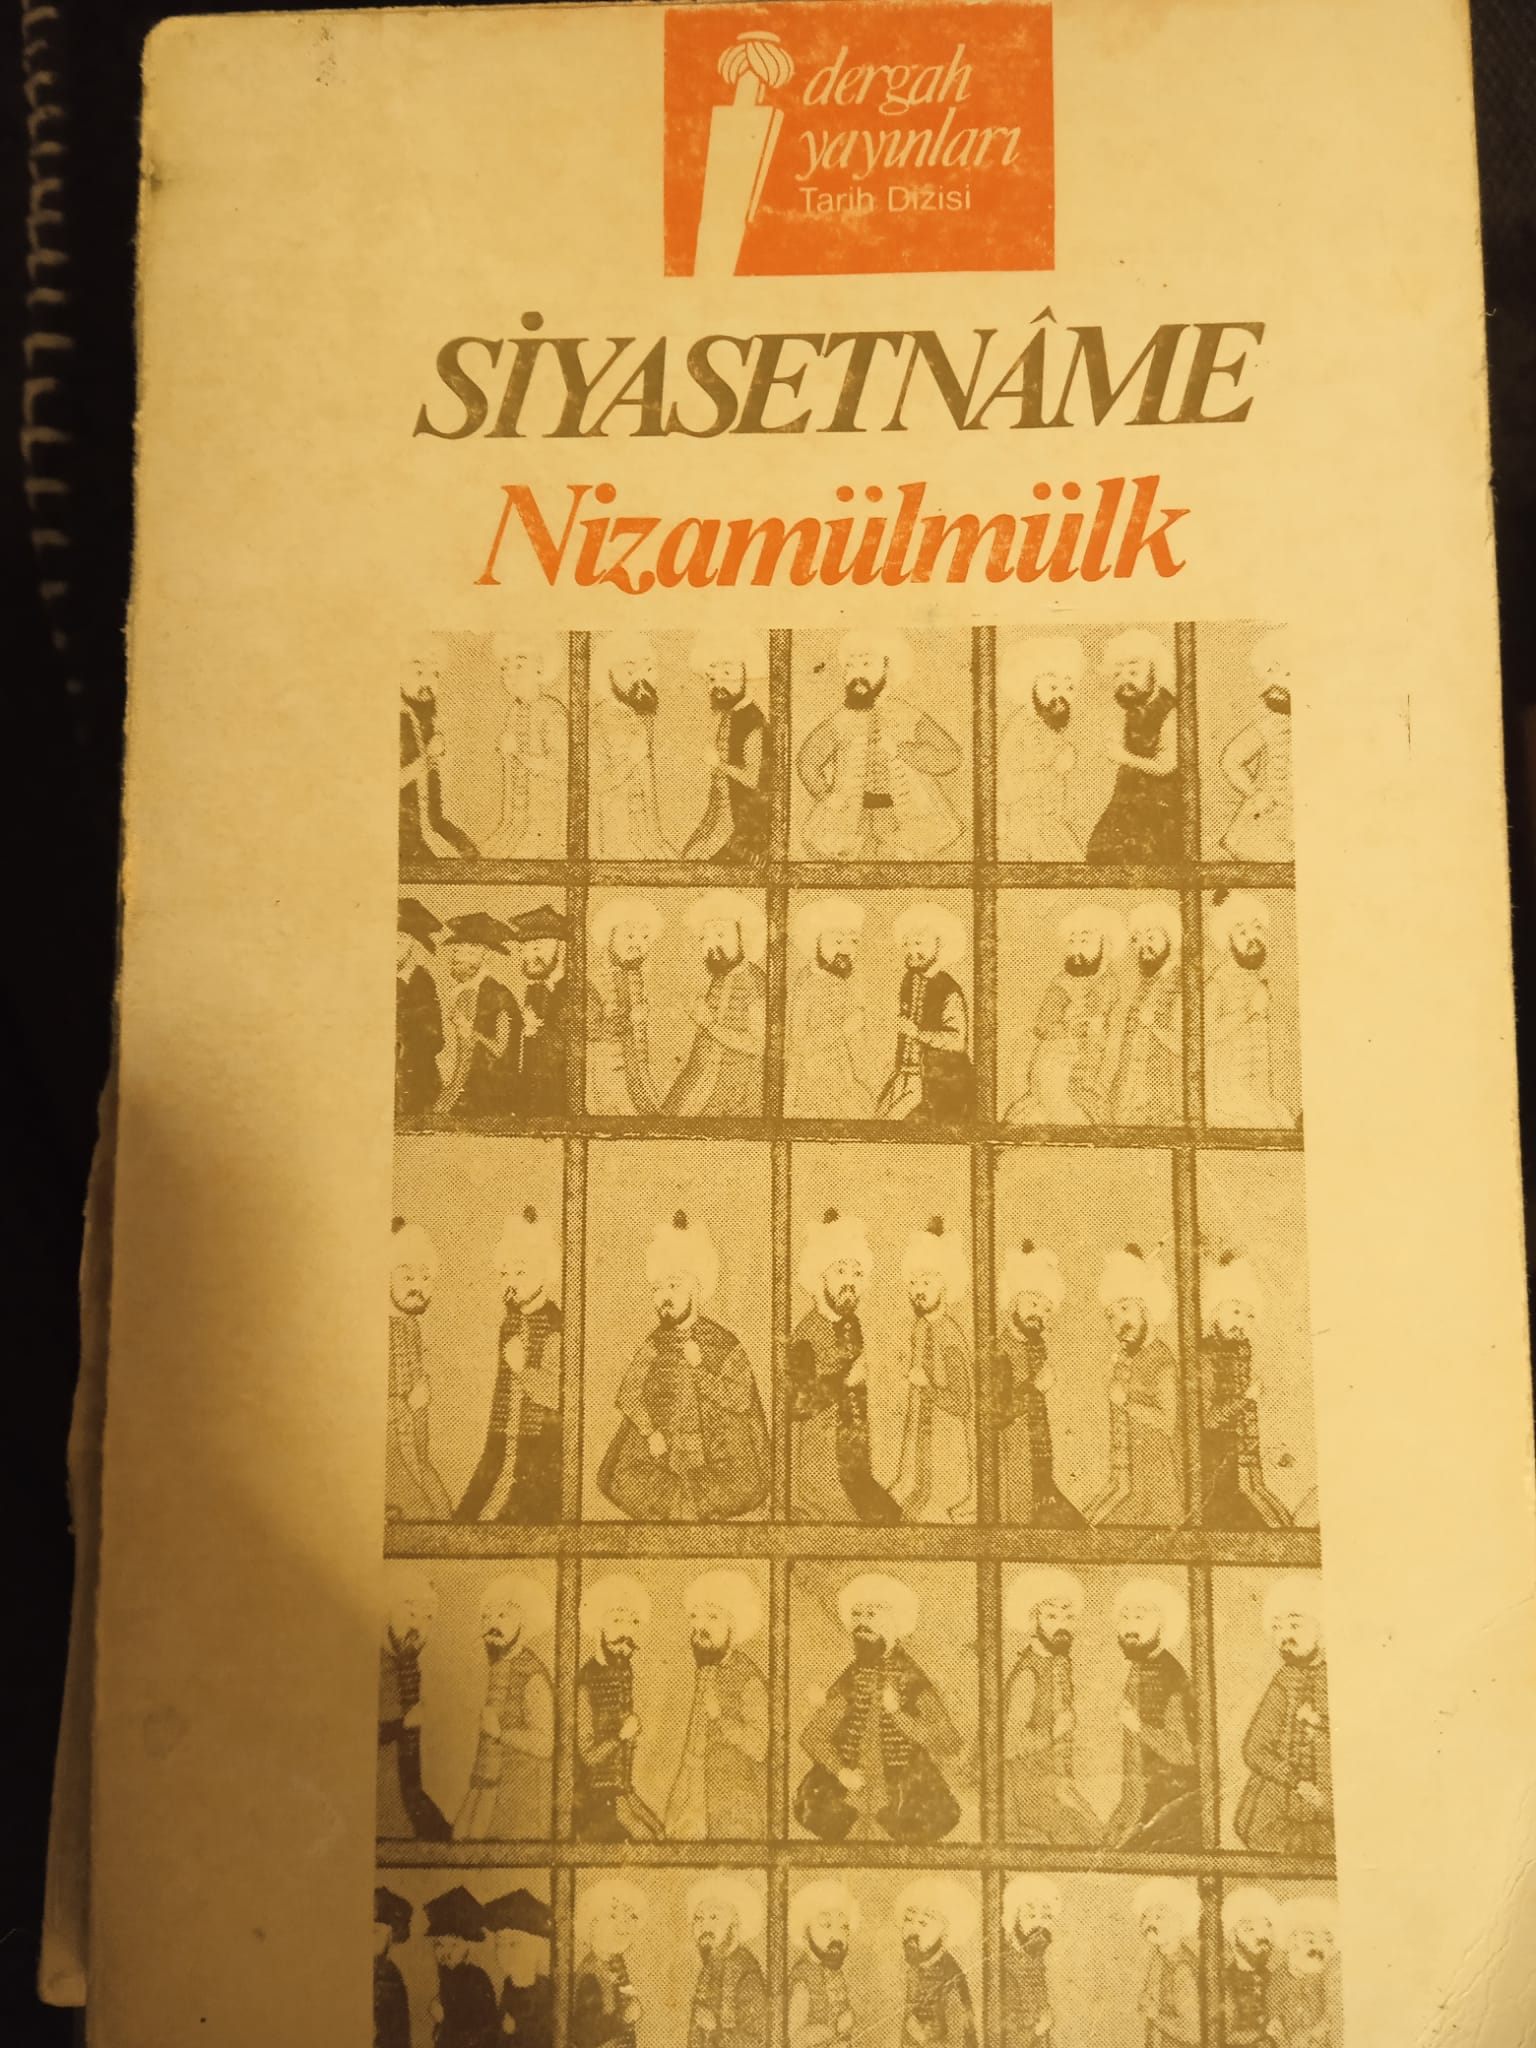 dergah
yayınları
Tarih Dizisi
SİYASETNÂME
Nizamülmülk